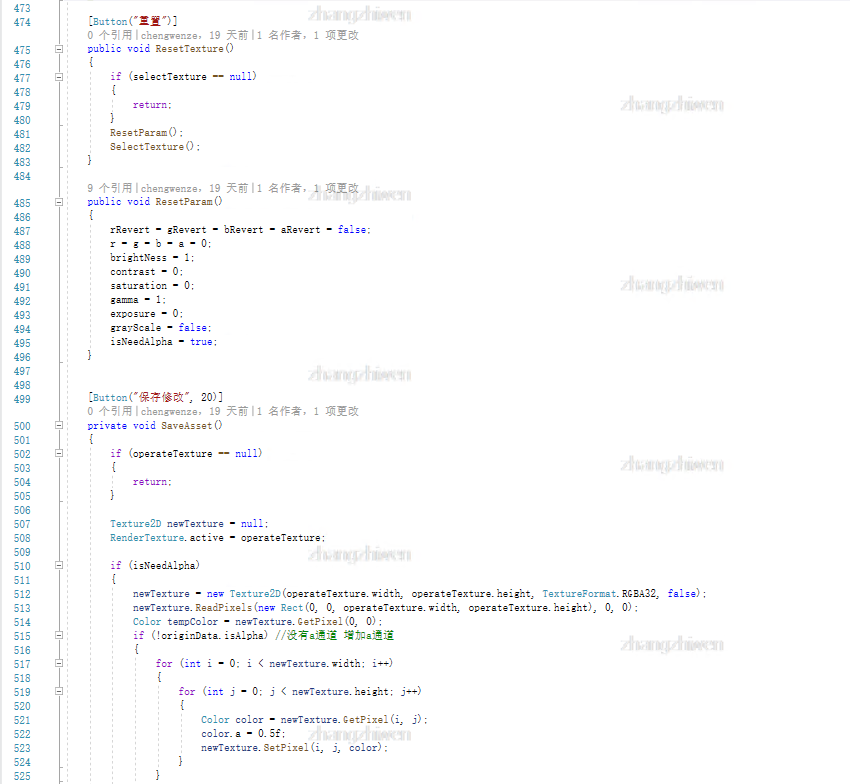 zhangzhiwen
473
474 [Button("重置")]
0 个引用|chengwenze，19 天前|1 名作者，1 项更改
475 public void ResetTexture()
476 {
477 if (selectTexture == null)
478 {
479 return;
zhangzhiwen
480 }
481 ResetParam();
482 SelectTexture();
483 }
484
9 个引用|chengwenze，19 天前|1 名作者，1 项更改
zhangzhiwen
485 public void ResetParam()
486 {
487 rRevert = gRevert = bRevert = aRevert = false;
488 r = g = b = a = 0;
489 brightNess = 1;
490 contrast = 0;
491 saturation = 0;
zhangzhiwen
492 gamma = 1;
493 exposure = 0;
494 grayScale = false;
495 isNeedAlpha = true;
496 }
497
zhangzhiwen
498
499 [Button("保存修改", 20)]
0 个引用|chengwenze，19 天前|1 名作者，1 项更改
500 private void SaveAsset()
501 {
502 if (operateTexture == null)
503 {
zhangzhiwen
504 return;
505 }
506
507 Texture2D newTexture = null;
508 RenderTexture.active = operateTexture;
509
zhangzhiwen
510 if (isNeedAlpha)
511 {
512 newTexture = new Texture2D(operateTexture.width, operateTexture.height, TextureFormat.RGBA32, false);
513 newTexture.ReadPixels(new Rect(0, 0, operateTexture.width, operateTexture.height), 0, 0);
514 Color tempColor = newTexture.GetPixel(0, 0);
515 if (!originData.isAlpha) //没有a通道 增加a通道
zhangzhiwen
516 {
517 for (int i = 0; i < newTexture.width; i++)
518 {
519 for (int j = 0; j < newTexture.height; j++)
520 {
521 Color color = newTexture.GetPixel(i, j);
522 color.a = 0.5f;
zhangzhiwen
523 newTexture.SetPixel(i, j, color);
524 }
525 }